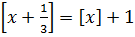 [x + 1/3] = [x] + 1